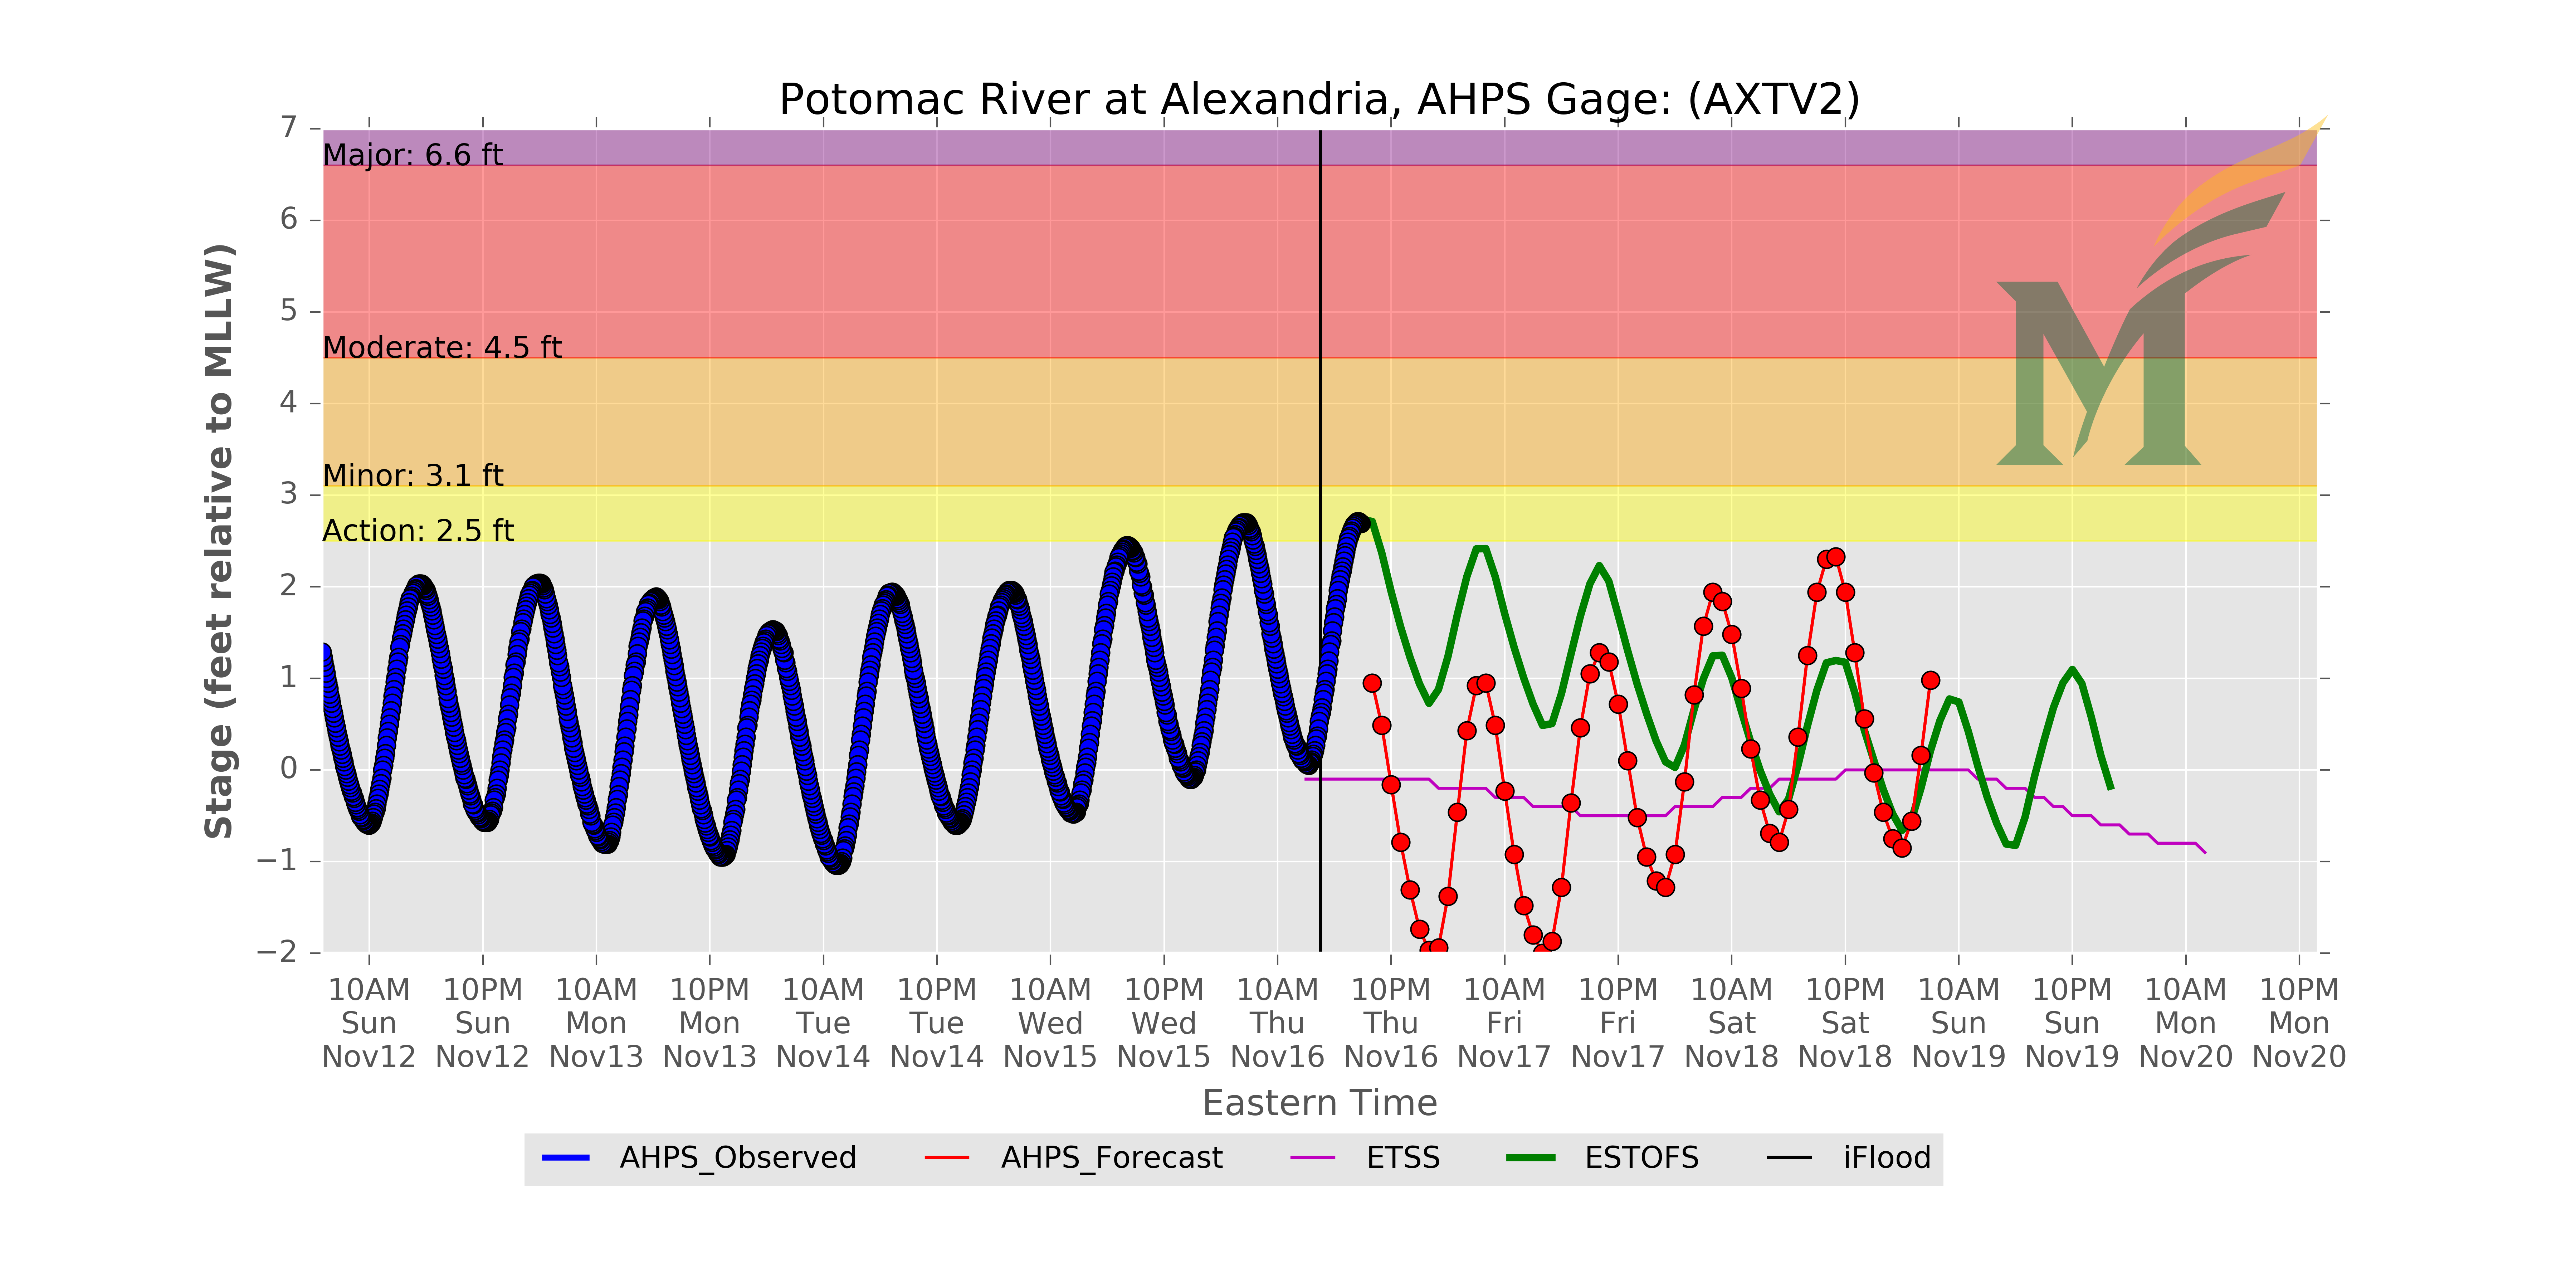 Potomac River at Alexandria, AHPS Gage: (AXTV2)
7
Major: 6.6 ft
6
5
Moderate: 4.5 ft
4
Minor: 3.1 ft
3
Action: 2.5 ft
2
1
0
−1
−2
Stage (feet relative to MLLW)
10AM 10PM 10AM 10PM 10AM 10PM 10AM 10PM 10AM 10PM 10AM 10PM 10AM 10PM 10AM 10PM 10AM 10PM
Sun Sun Mon Mon Tue Tue Wed Wed Thu Thu Fri Fri Sat Sat Sun Sun Mon Mon
Nov12 Nov12 Nov13 Nov13 Nov14 Nov14 Nov15 Nov15 Nov16 Nov16 Nov17 Nov17 Nov18 Nov18 Nov19 Nov19 Nov20 Nov20
Eastern Time
AHPS_Observed AHPS_Forecast ETSS ESTOFS iFlood
M